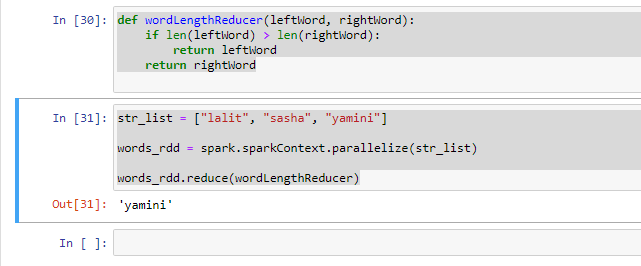 In [30]: def wordLengthReducer(leftWord, rightWord):
    if len(leftWord) > len(rightWord):
        return leftWord
    return rightWord
In [31]: str_list = ["lalit", "sasha", "yamini"]
words_rdd = spark.sparkContext.parallelize(str_list)
words_rdd.reduce(wordLengthReducer)
Out[31]: 'yamini'
In [ ]: